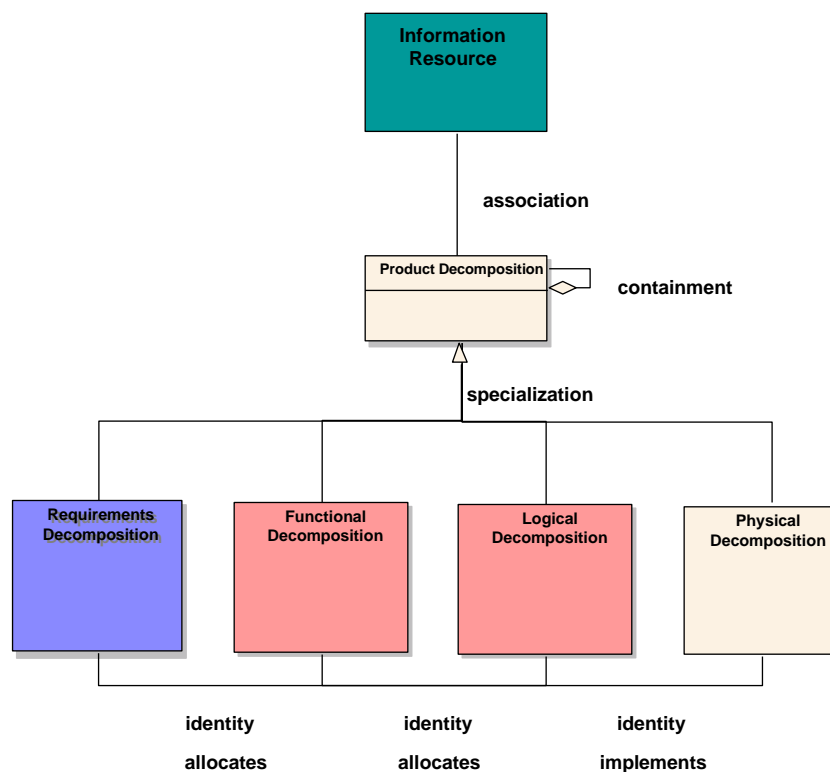 Information
Resource
association
Product Decomposition
containment
specialization
Requirements
Decomposition
Functional
Decomposition
Logical
Decomposition
Physical
Decomposition
identity
identity
identity
allocates
allocates
implements